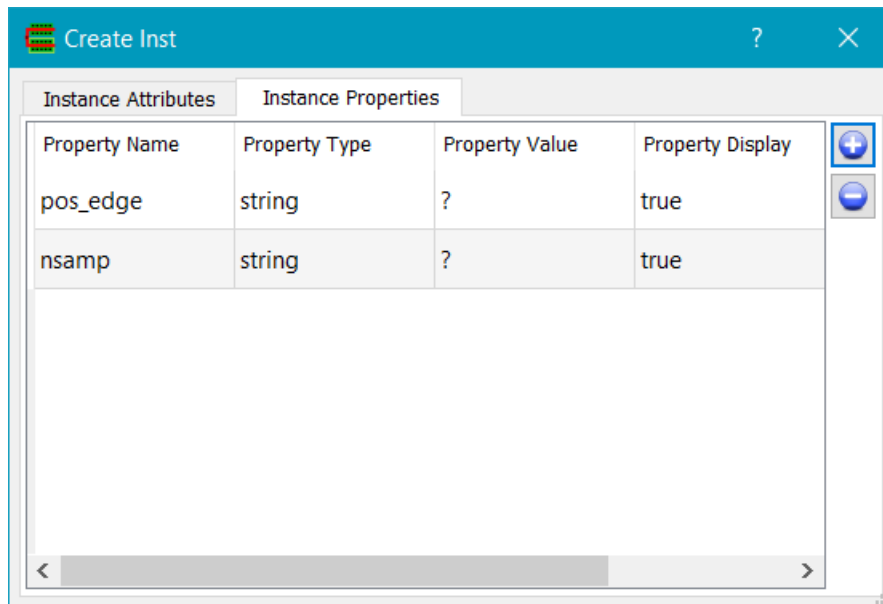 Create Inst ?
Instance Attributes Instance Properties
Property Name Property Type Property Value Property Display
pos_edge string ? true
nsamp string ? true